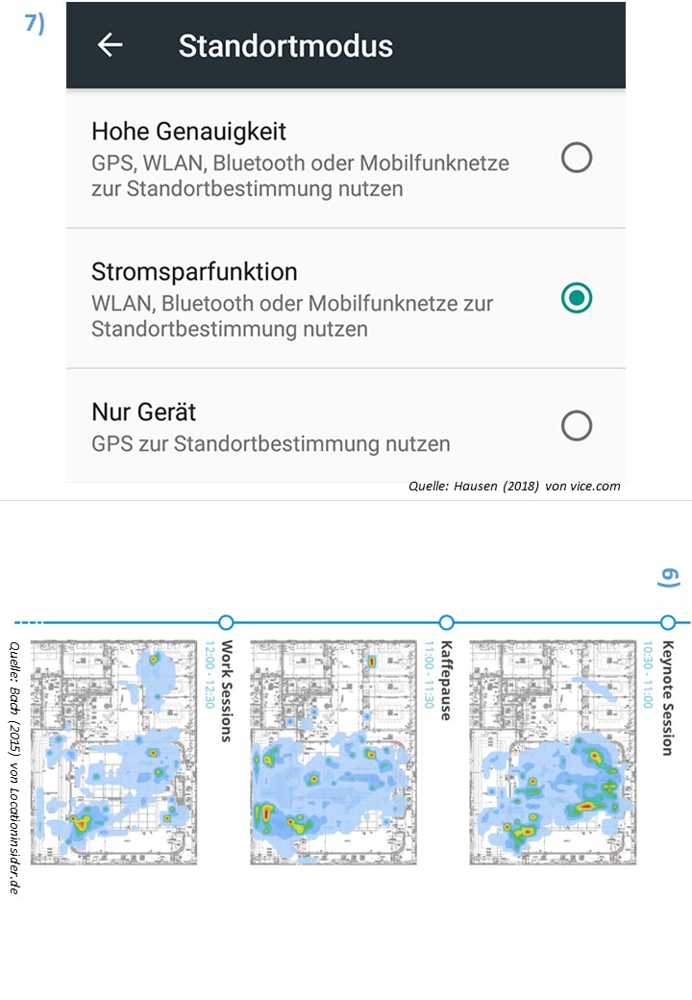 7)
Standortmodus
Hohe Genauigkeit
GPS, WLAN, Bluetooth oder Mobilfunknetze
zur Standortbestimmung nutzen
Stromsparfunktion
WLAN, Bluetooth oder Mobilfunknetze zur
Standortbestimmung nutzen
Nur Gerät
GPS zur Standortbestimmung nutzen
Quelle: Hausen (2018) von vice.com
6)
Keynote Session
10:30 - 11:00
Kaffepause
11:00 - 11:30
Work Sessions
12:00 - 12:30
Quelle: Bach (2015) von Locationinsider.de